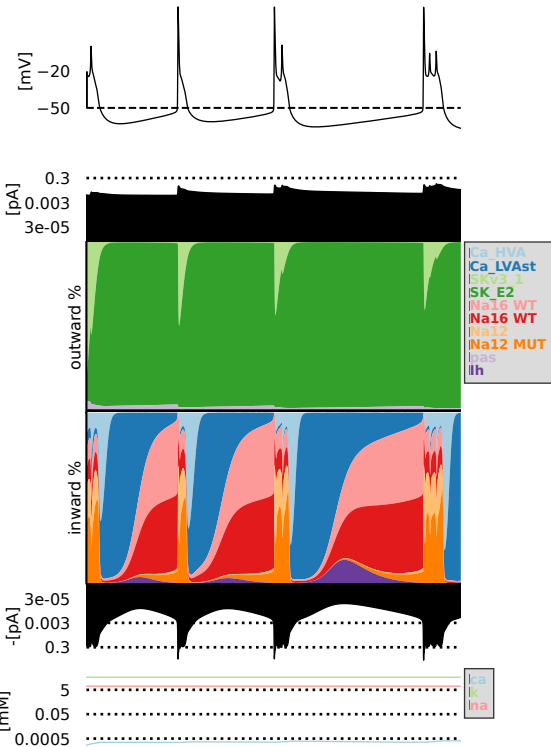 [mV]
−20
−50
[pA]
0.3
0.003
3e-05
outward %
Ca_HVA
Ca_LVAst
SKv3_1
SK_E2
Na16 WT
Na16 WT
Na12
Na12 MUT
pas
Ih
inward %
-[pA]
3e-05
0.003
0.3
[mM]
5
0.05
0.0005
ca
k
na